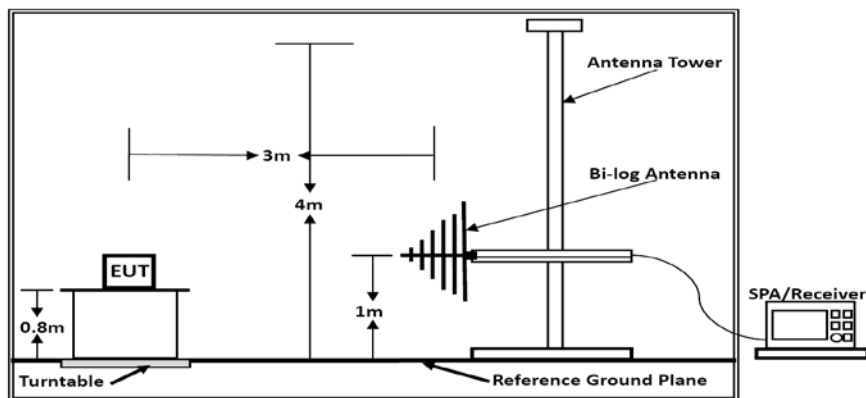 Antenna Tower
3m
Bi-log Antenna
4m
EUT
SPA/Receiver
0.8m
1m
Turntable
Reference Ground Plane